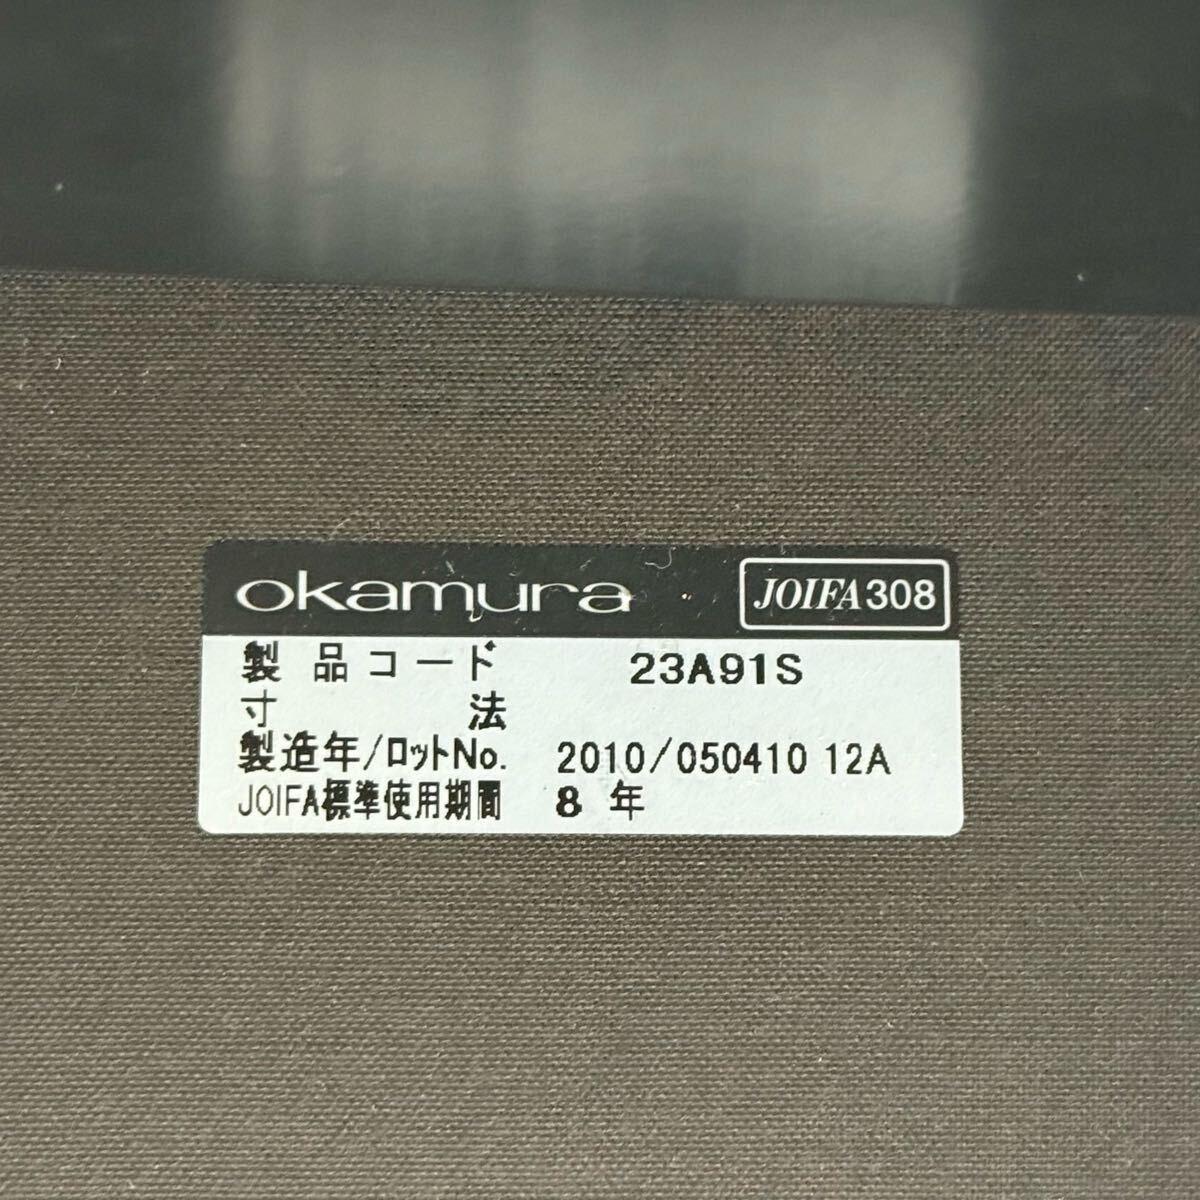 okamura JOIFA308
製品コード 23A91S
寸法
製造年/ロットNo. 2010/050410 12A
JOIFA標準使用期間 8年